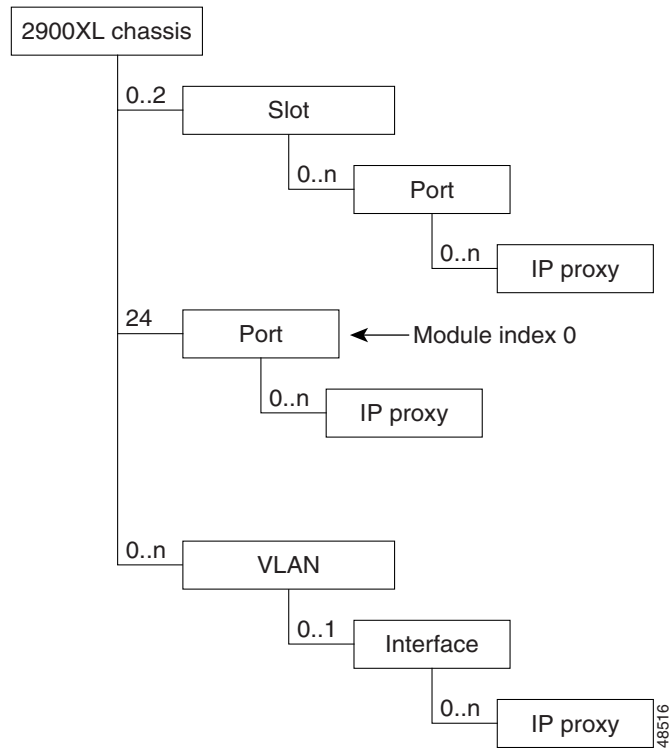 2900XL chassis
0..2
Slot
0..n
Port
0..n
IP proxy
24
Port
Module index 0
0..n
IP proxy
0..n
VLAN
0..1
Interface
0..n
IP proxy
48516